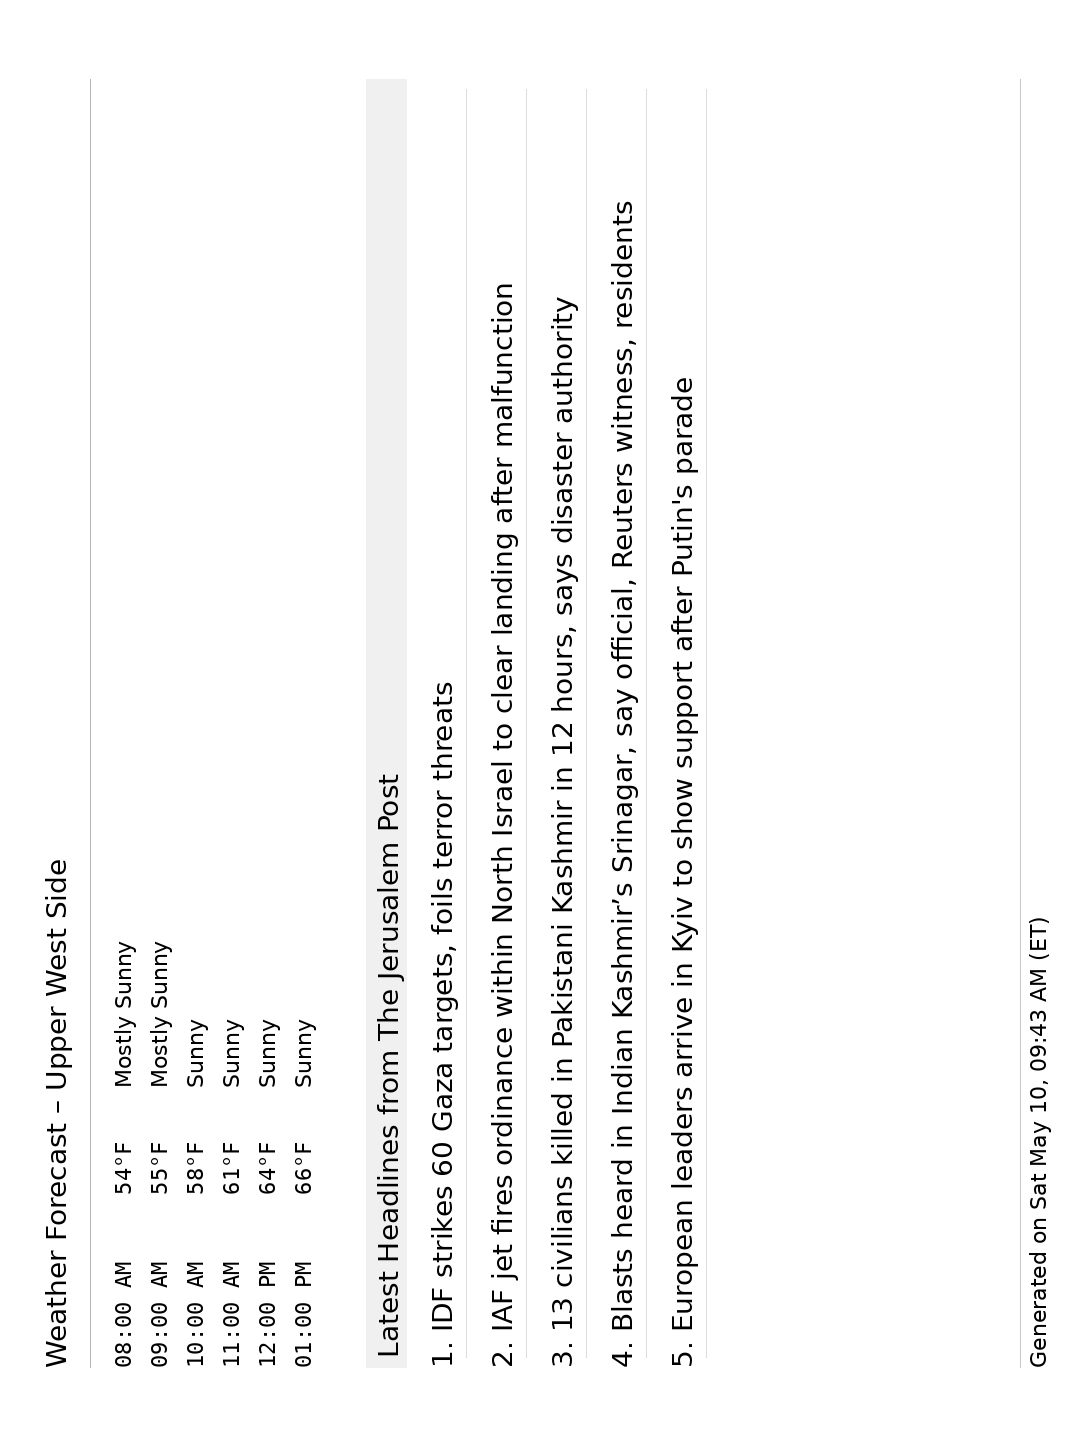 Weather Forecast – Upper West Side
08:00 AM 54°F Mostly Sunny
09:00 AM 55°F Mostly Sunny
10:00 AM 58°F Sunny
11:00 AM 61°F Sunny
12:00 PM 64°F Sunny
01:00 PM 66°F Sunny
Latest Headlines from The Jerusalem Post
1. IDF strikes 60 Gaza targets, foils terror threats
2. IAF jet fires ordinance within North Israel to clear landing after malfunction
3. 13 civilians killed in Pakistani Kashmir in 12 hours, says disaster authority
4. Blasts heard in Indian Kashmir’s Srinagar, say official, Reuters witness, residents
5. European leaders arrive in Kyiv to show support after Putin's parade
Generated on Sat May 10, 09:43 AM (ET)